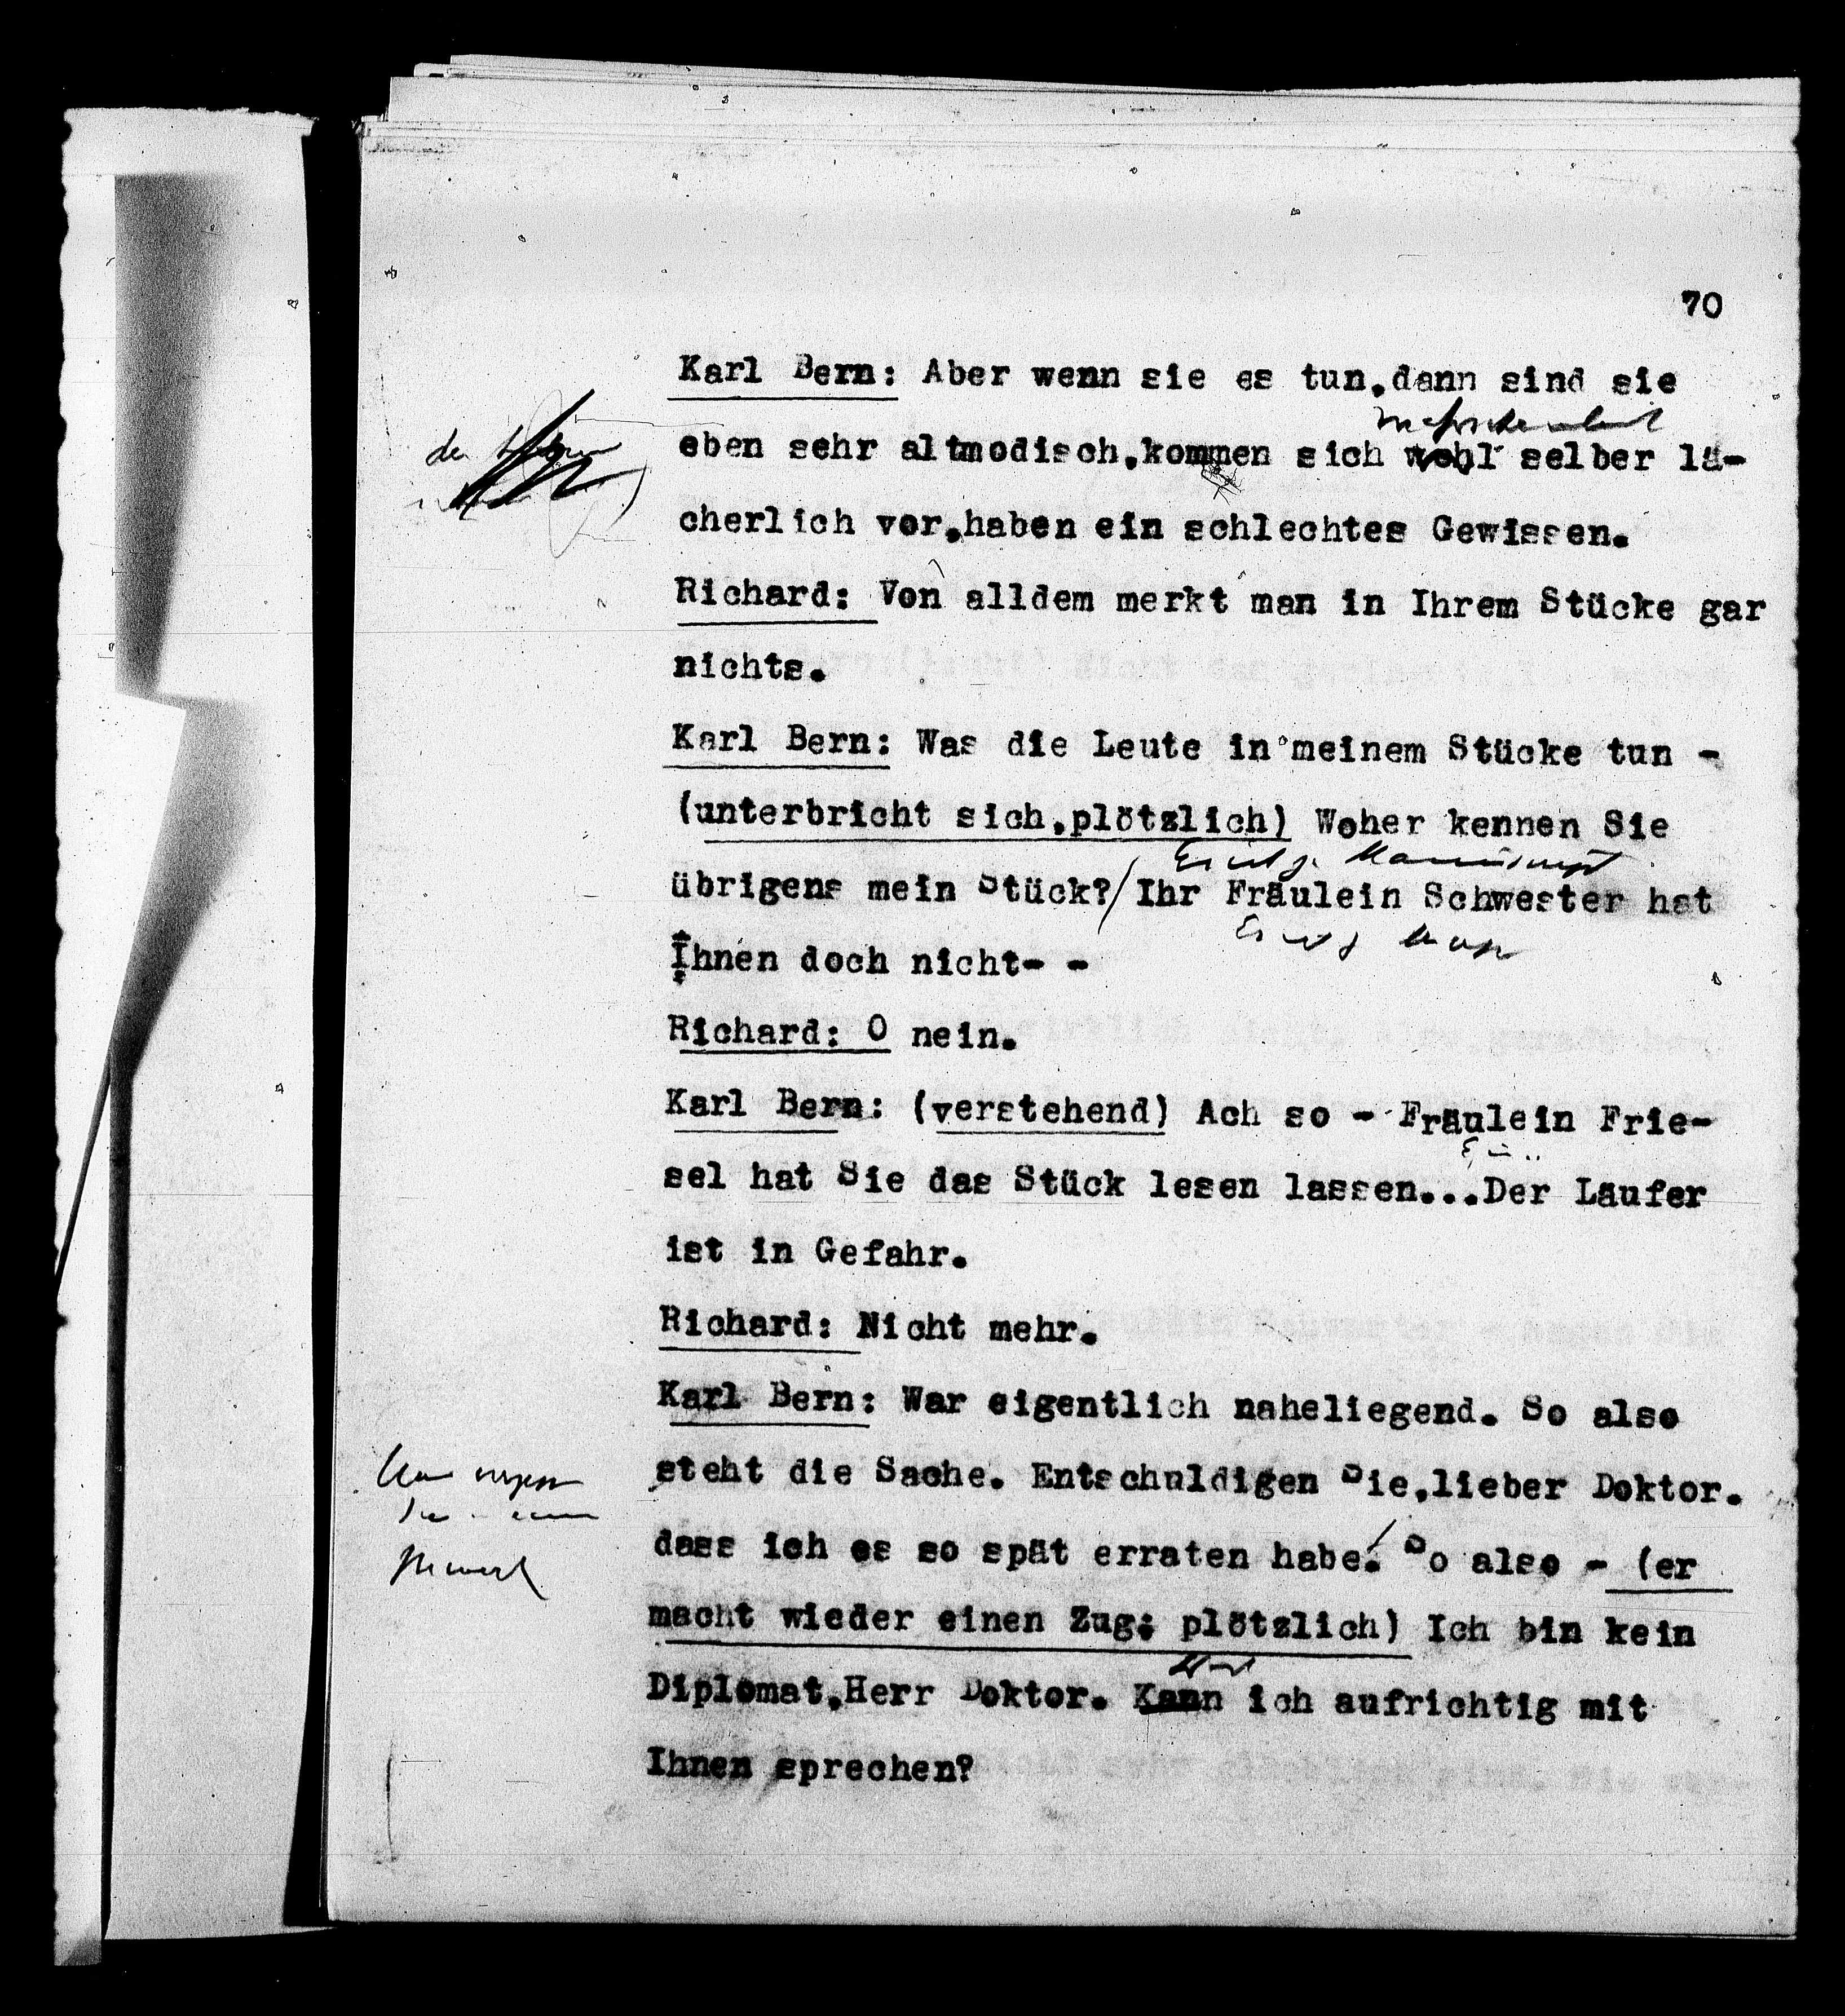 70
Karl Bern: Aber wenn sie es tun,dann sind sie
eben sehr altmodisch,kommen sich wohl selber lä-
cherlich vor,haben ein schlechtes Gewissen.
Richard: Von alldem merkt man in Ihrem Stücke gar
nichts.
Karl Bern: Was die Leute in meinem Stücke tun -
(unterbricht sich,plötzlich) Woher kennen Sie
übrigens mein Stück?/Ihr Fräulein Schwester hat
Ihnen doch nicht- -
Richard: O nein.
Karl Bern: (verstehend) Ach so - Fräulein Frie-
sel hat Sie das Stück lesen lassen...Der Läufer
ist in Gefahr.
Richard: Nicht mehr.
Karl Bern: War eigentlich naheliegend. So also
steht die Sache. Entschuldigen Sie,lieber Doktor.
dass ich es so spät erraten habe. So also - (er
macht wieder einen Zug; plötzlich) Ich bin kein
Diplomat,Herr Doktor. Kann ich aufrichtig mit
Ihnen sprechen?